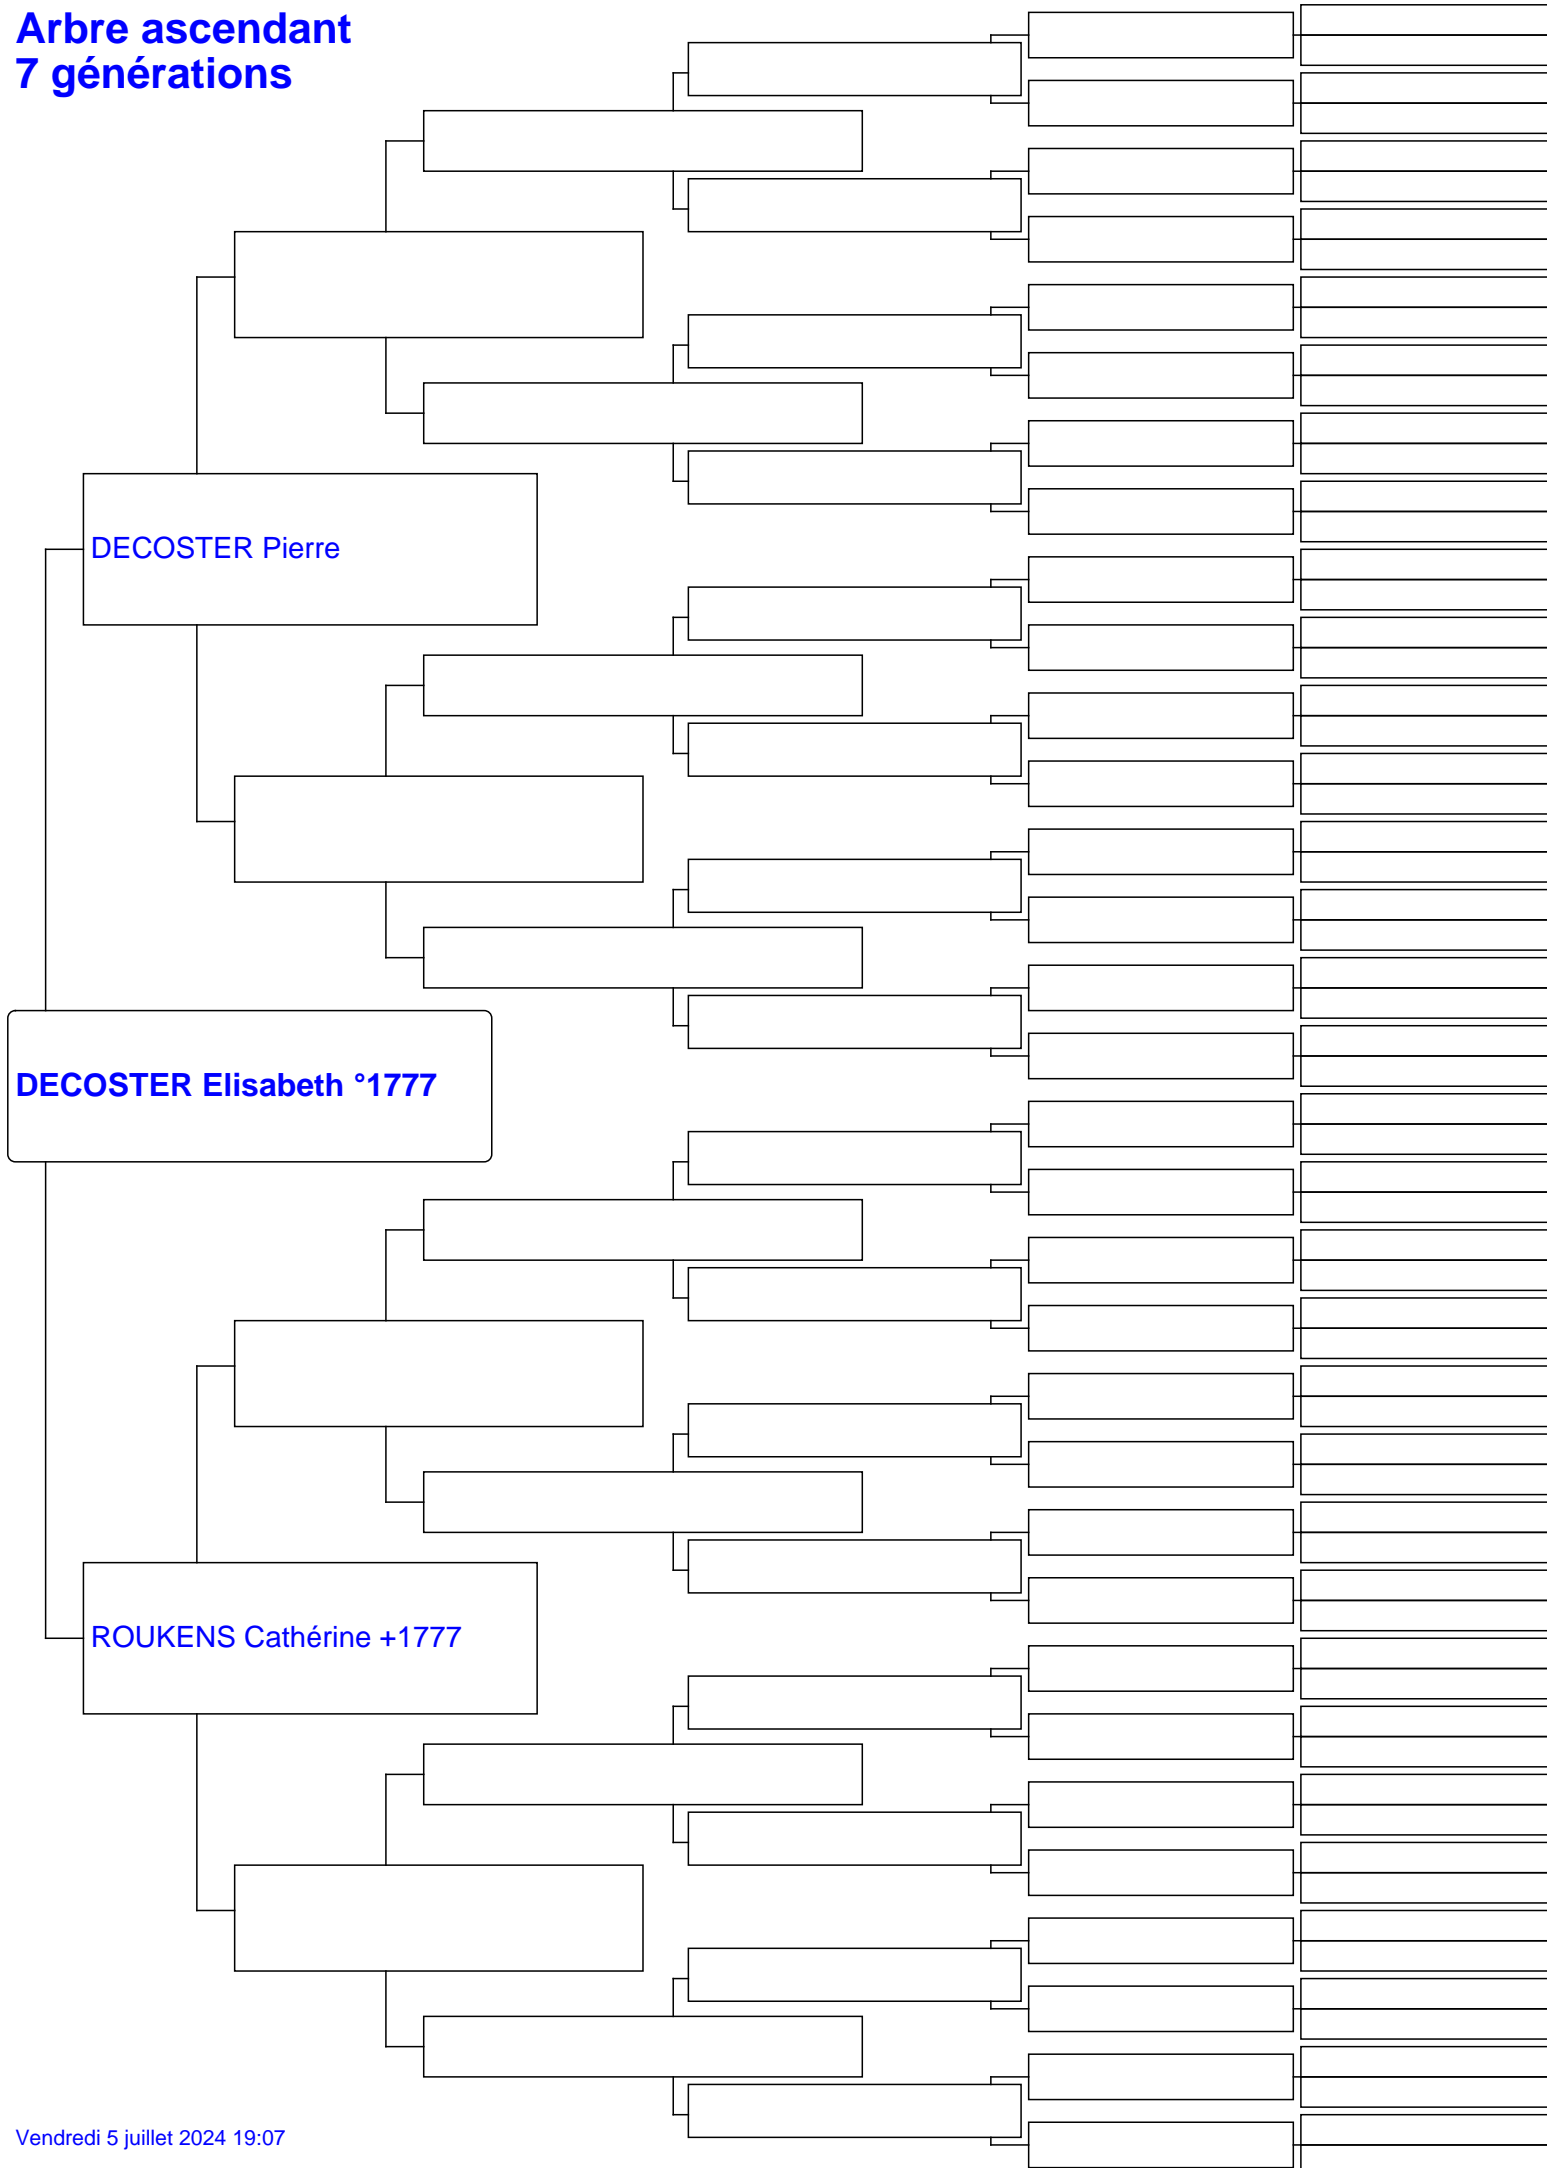 Arbre ascendant
7 générations
DECOSTER Pierre
DECOSTER Elisabeth °1777
ROUKENS Cathérine +1777
Vendredi 5 juillet 2024 19:07